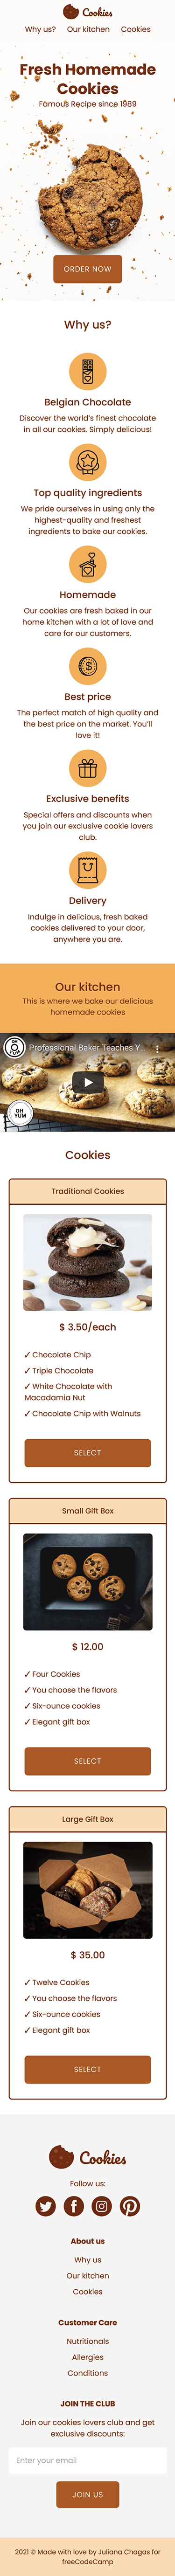 Cookies
Why us? Our kitchen Cookies
Fresh Homemade
Cookies
Famous Recipe since 1989
ORDER NOW
Why us?
Belgian Chocolate
Discover the world's finest chocolate
in all our cookies. Simply delicious!
Top quality ingredients
We pride ourseives in using only the
highest-quality and freshest
ingredients to bake our cookies.
Homemade
Our cookies are fresh baked in our
home kitchen with a lot of love and
care for our customers.
Best price
The perfect match of high quality and
the best price on the market. You'll
love it!
Exclusive benefits
Special offers and discounts when
you join our exclusive cookie lovers
club.
Delivery
Indulge in delicious, fresh baked
cookies delivered to your door,
anywhere you are.
Our kitchen
This is where we bake our delicious
homemade cookies
Professional Baker Teaches Y
OH
YUM
Cookies
Traditional Cookies
$ 3.50/each
✓ Chocolate Chip
✓ Triple Chocolate
✓ White Chocolate with
Macadamia Nut
✓ Chocolate Chip with Walnuts
SELECT
Small Gift Box
$ 12.00
✓ Four Cookies
✓ You choose the flavors
✓ Six-ounce cookies
✓ Elegant gift box
SELECT
Large Gift Box
$ 35.00
✓ Twelve Cookies
✓ You choose the flavors
✓ Six-ounce cookies
✓ Elegant gift box
SELECT
Cookies
Follow us:
About us
Why us
Our kitchen
Cookies
Customer Care
Nutritionals
Allergies
Conditions
JOIN THE CLUB
Join our cookies lovers club and get
exclusive discounts:
Enter your email
JOIN US
2021 © Made with love by Juliana Chagas for
freeCodeCamp